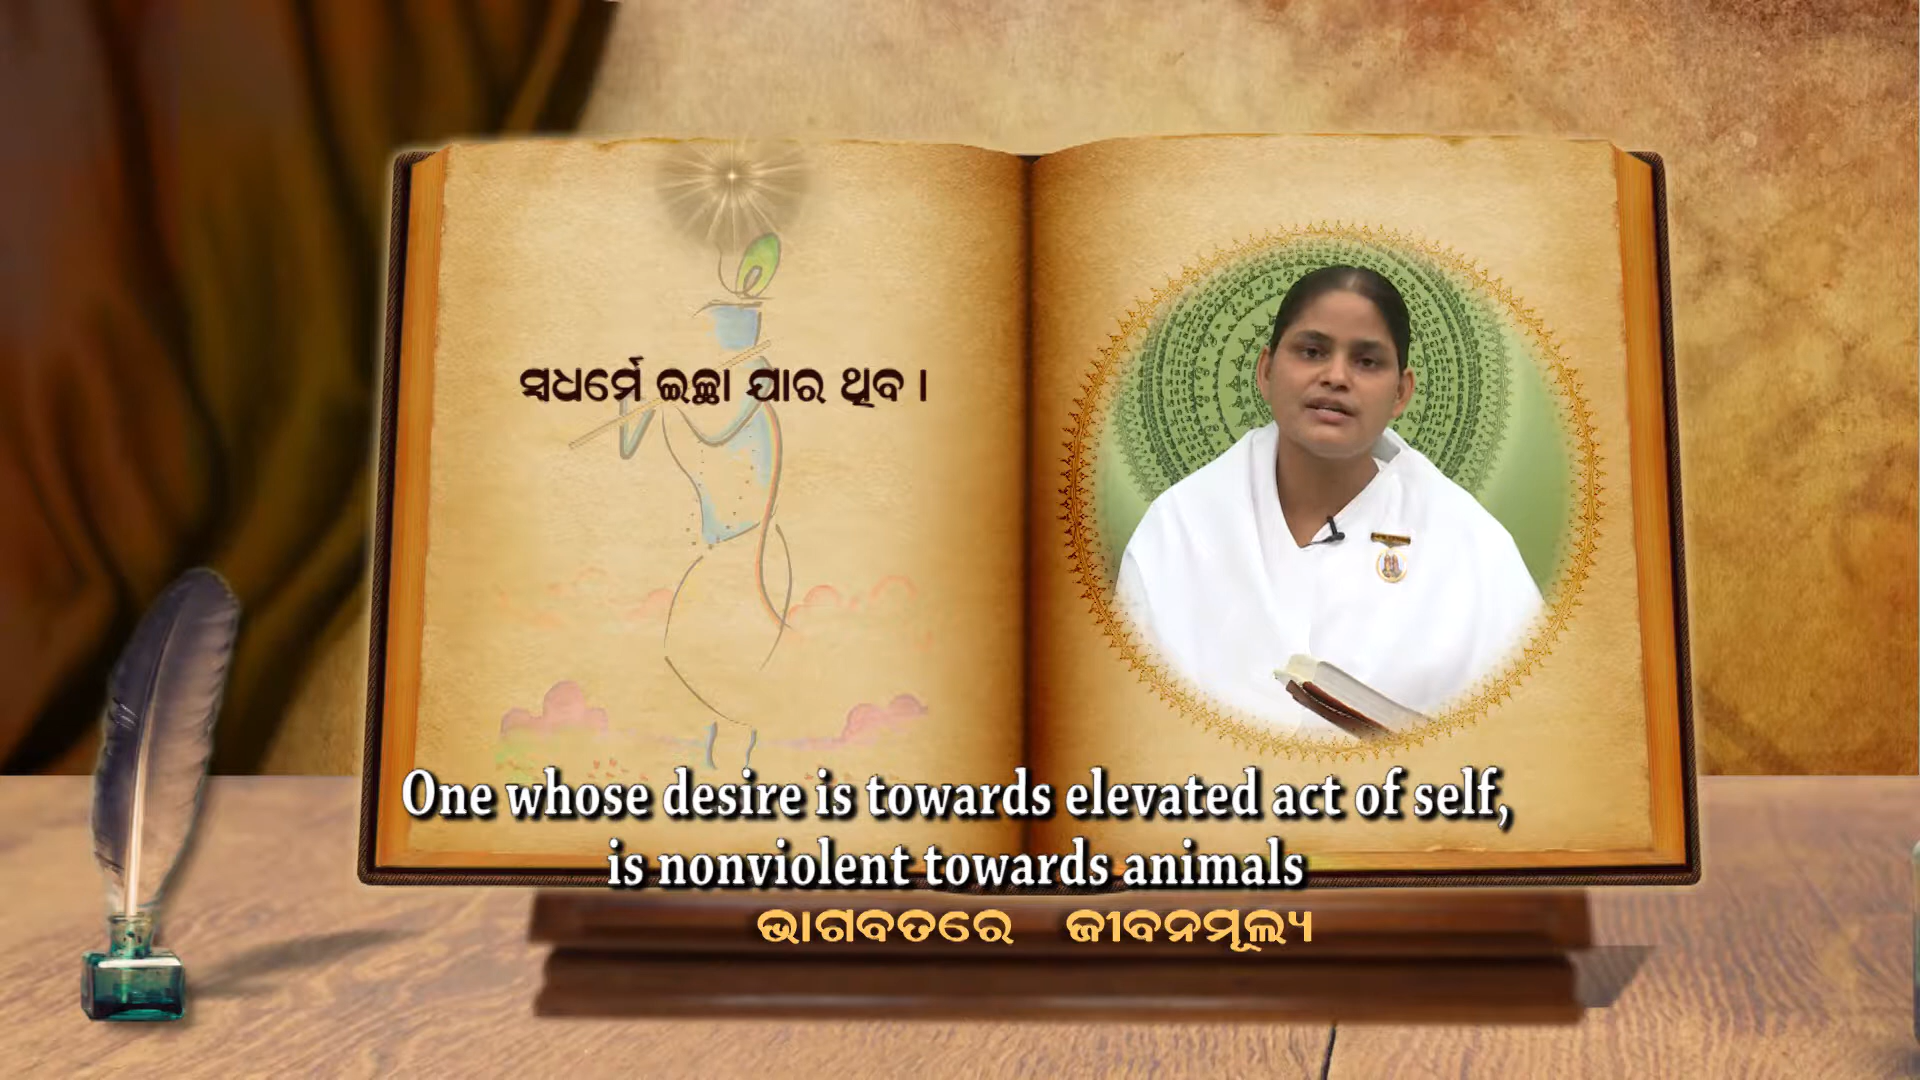 ସ୍ୱଧର୍ମେ ଇଚ୍ଛା ଯାର ଥିବ ।
One whose desire is towards elevated act of self,
is nonviolent towards animals
ଭାଗବତରେ ଜୀବନମୂଲ୍ୟ